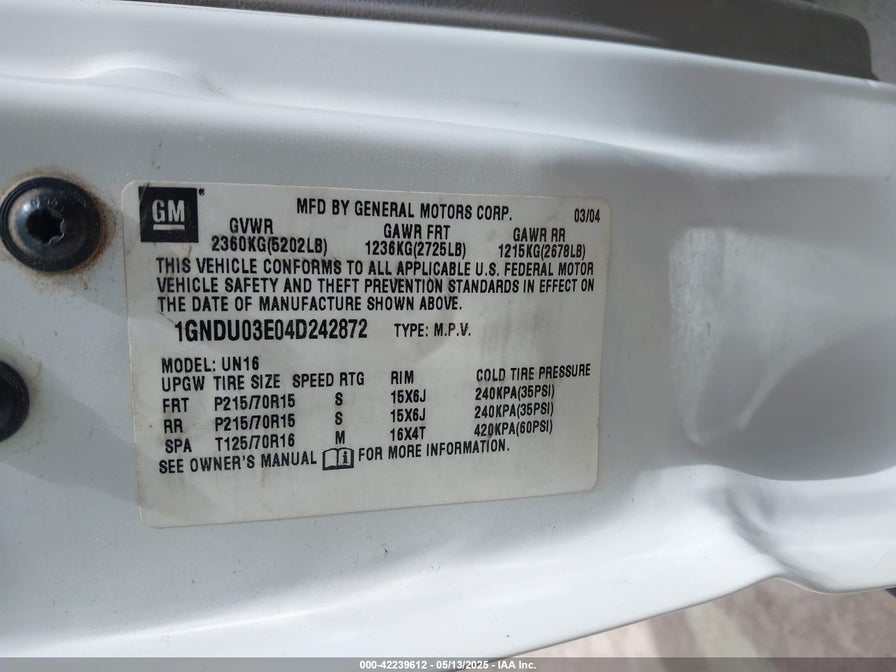 GM
MFD BY GENERAL MOTORS CORP. 03/04
GVWR GAWR FRT GAWR RR
2360KG(5202LB) 1236KG(2725LB) 1215KG(2678LB)
THIS VEHICLE CONFORMS TO ALL APPLICABLE U.S. FEDERAL MOTOR
VEHICLE SAFETY AND THEFT PREVENTION STANDARDS IN EFFECT ON
THE DATE OF MANUFACTURE SHOWN ABOVE.
1GNDU03E04D242872 TYPE: M.P.V.
MODEL: UN16
UPGW TIRE SIZE SPEED RTG RIM COLD TIRE PRESSURE
FRT P215/70R15 S 15X6J 240KPA(35PSI)
RR P215/70R15 S 15X6J 240KPA(35PSI)
SPA T125/70R16 M 16X4T 420KPA(60PSI)
SEE OWNER'S MANUAL i FOR MORE INFORMATION.
000-42239612 - 05/13/2025 - IAA Inc.